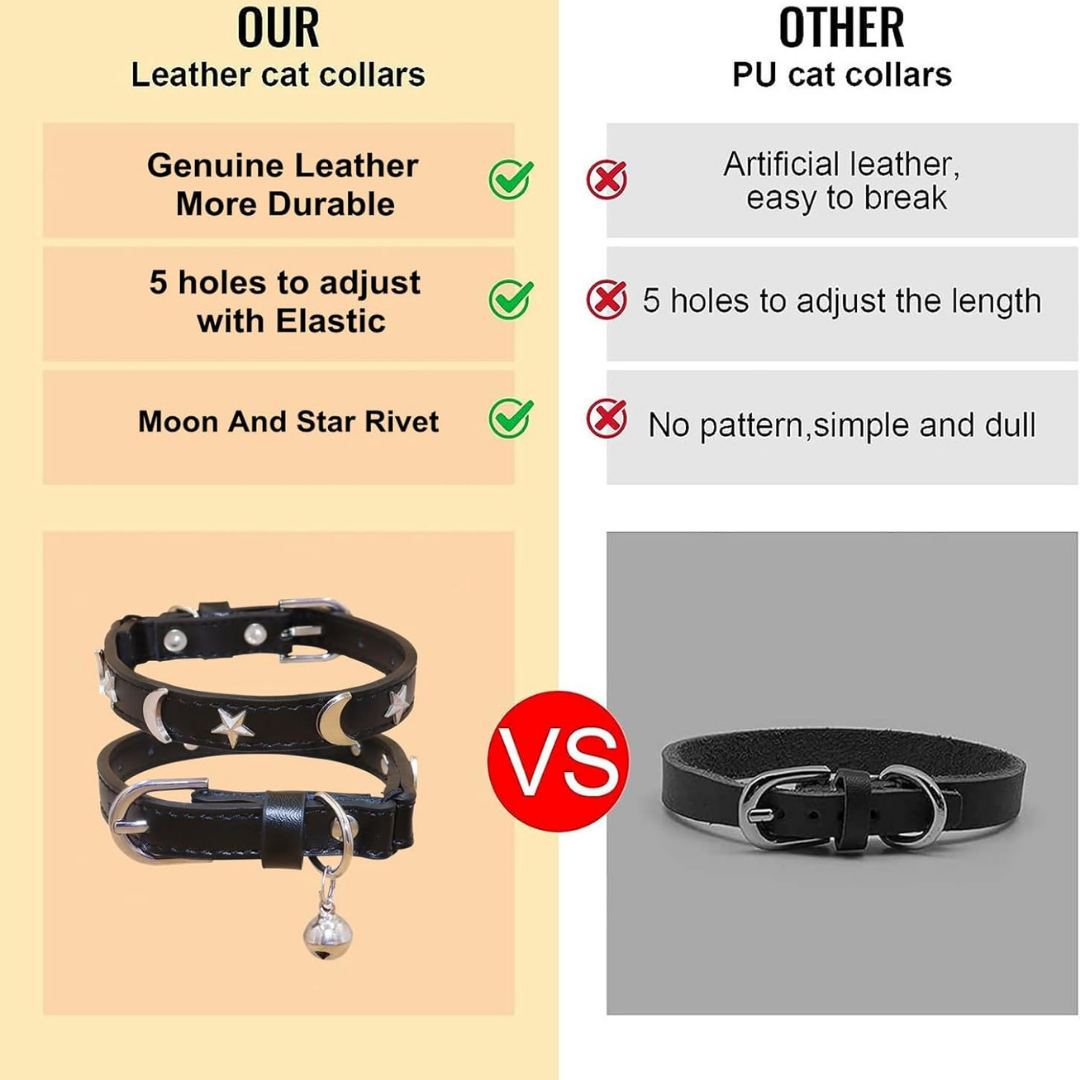 OUR
Leather cat collars
Genuine Leather
More Durable
5 holes to adjust
with Elastic
Moon And Star Rivet
OTHER
PU cat collars
Artificial leather,
easy to break
5 holes to adjust the length
No pattern,simple and dull
VS